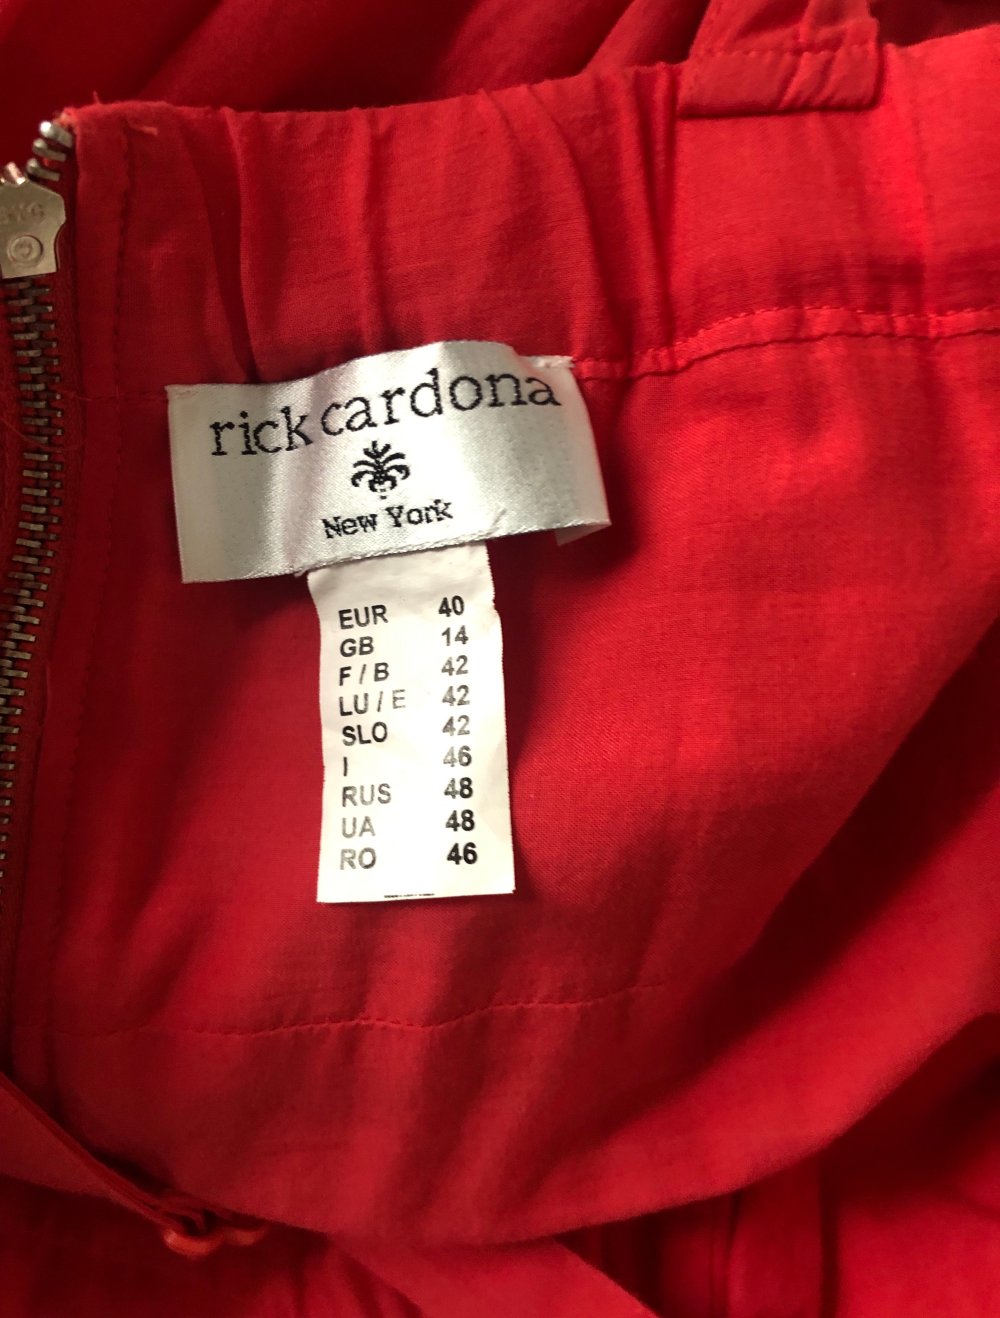 rick cardona
New York
EUR 40
GB 14
F / B 42
LU / E 42
SLO 42
I 46
RUS 48
UA 48
RO 46